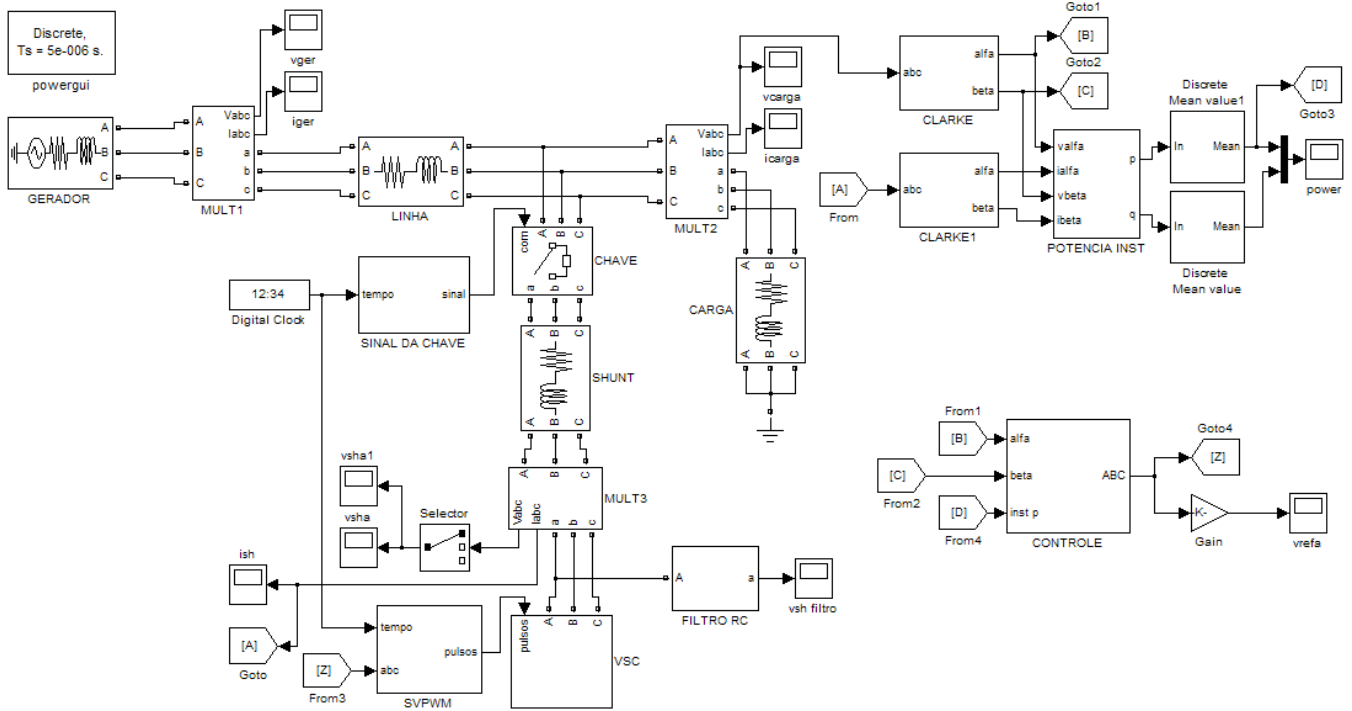 Discrete,
Ts = 5e-006 s.
powergui
vger
iger
A
B
C
GERADOR
A
B
C
Vabc
Iabc
a
b
c
MULT1
A
B
C
A
B
C
LINHA
A
B
C
Vabc
Iabc
a
b
c
MULT2
vcarga
icarga
abc
alfa
beta
CLARKE
Goto1
[B]
Goto2
[C]
[A]
From
abc
alfa
beta
CLARKE1
valfa
ialfa
vbeta
ibeta
p
q
POTENCIA INST
Discrete
Mean value1
In
Mean
In
Mean
Discrete
Mean value
[D]
Goto3
power
com
A
B
C
a
b
c
CHAVE
12:34
Digital Clock
tempo
sinal
SINAL DA CHAVE
A
B
C
A
B
C
SHUNT
A
B
C
A
B
C
CARGA
A
B
C
Vabc
Iabc
a
b
c
MULT3
vsha1
vsha
Selector
ish
[A]
Goto
[Z]
From3
tempo
abc
pulsos
SVPWM
pulsos
A
B
C
VSC
A
a
FILTRO RC
vsh filtro
From1
[B]
[C]
From2
[D]
From4
alfa
beta
inst p
ABC
CONTROLE
Goto4
[Z]
K-
Gain
vrefa